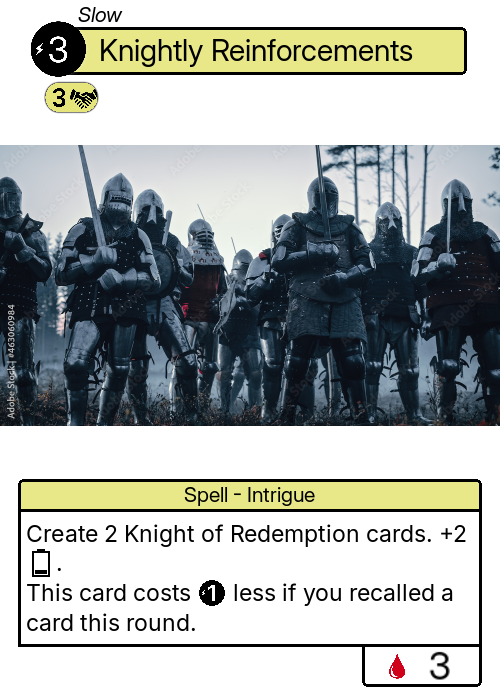 Slow
3 Knightly Reinforcements
3
Adobe Stock | #463060984
Spell - Intrigue
Create 2 Knight of Redemption cards. +2
.
This card costs 1 less if you recalled a
card this round.
3